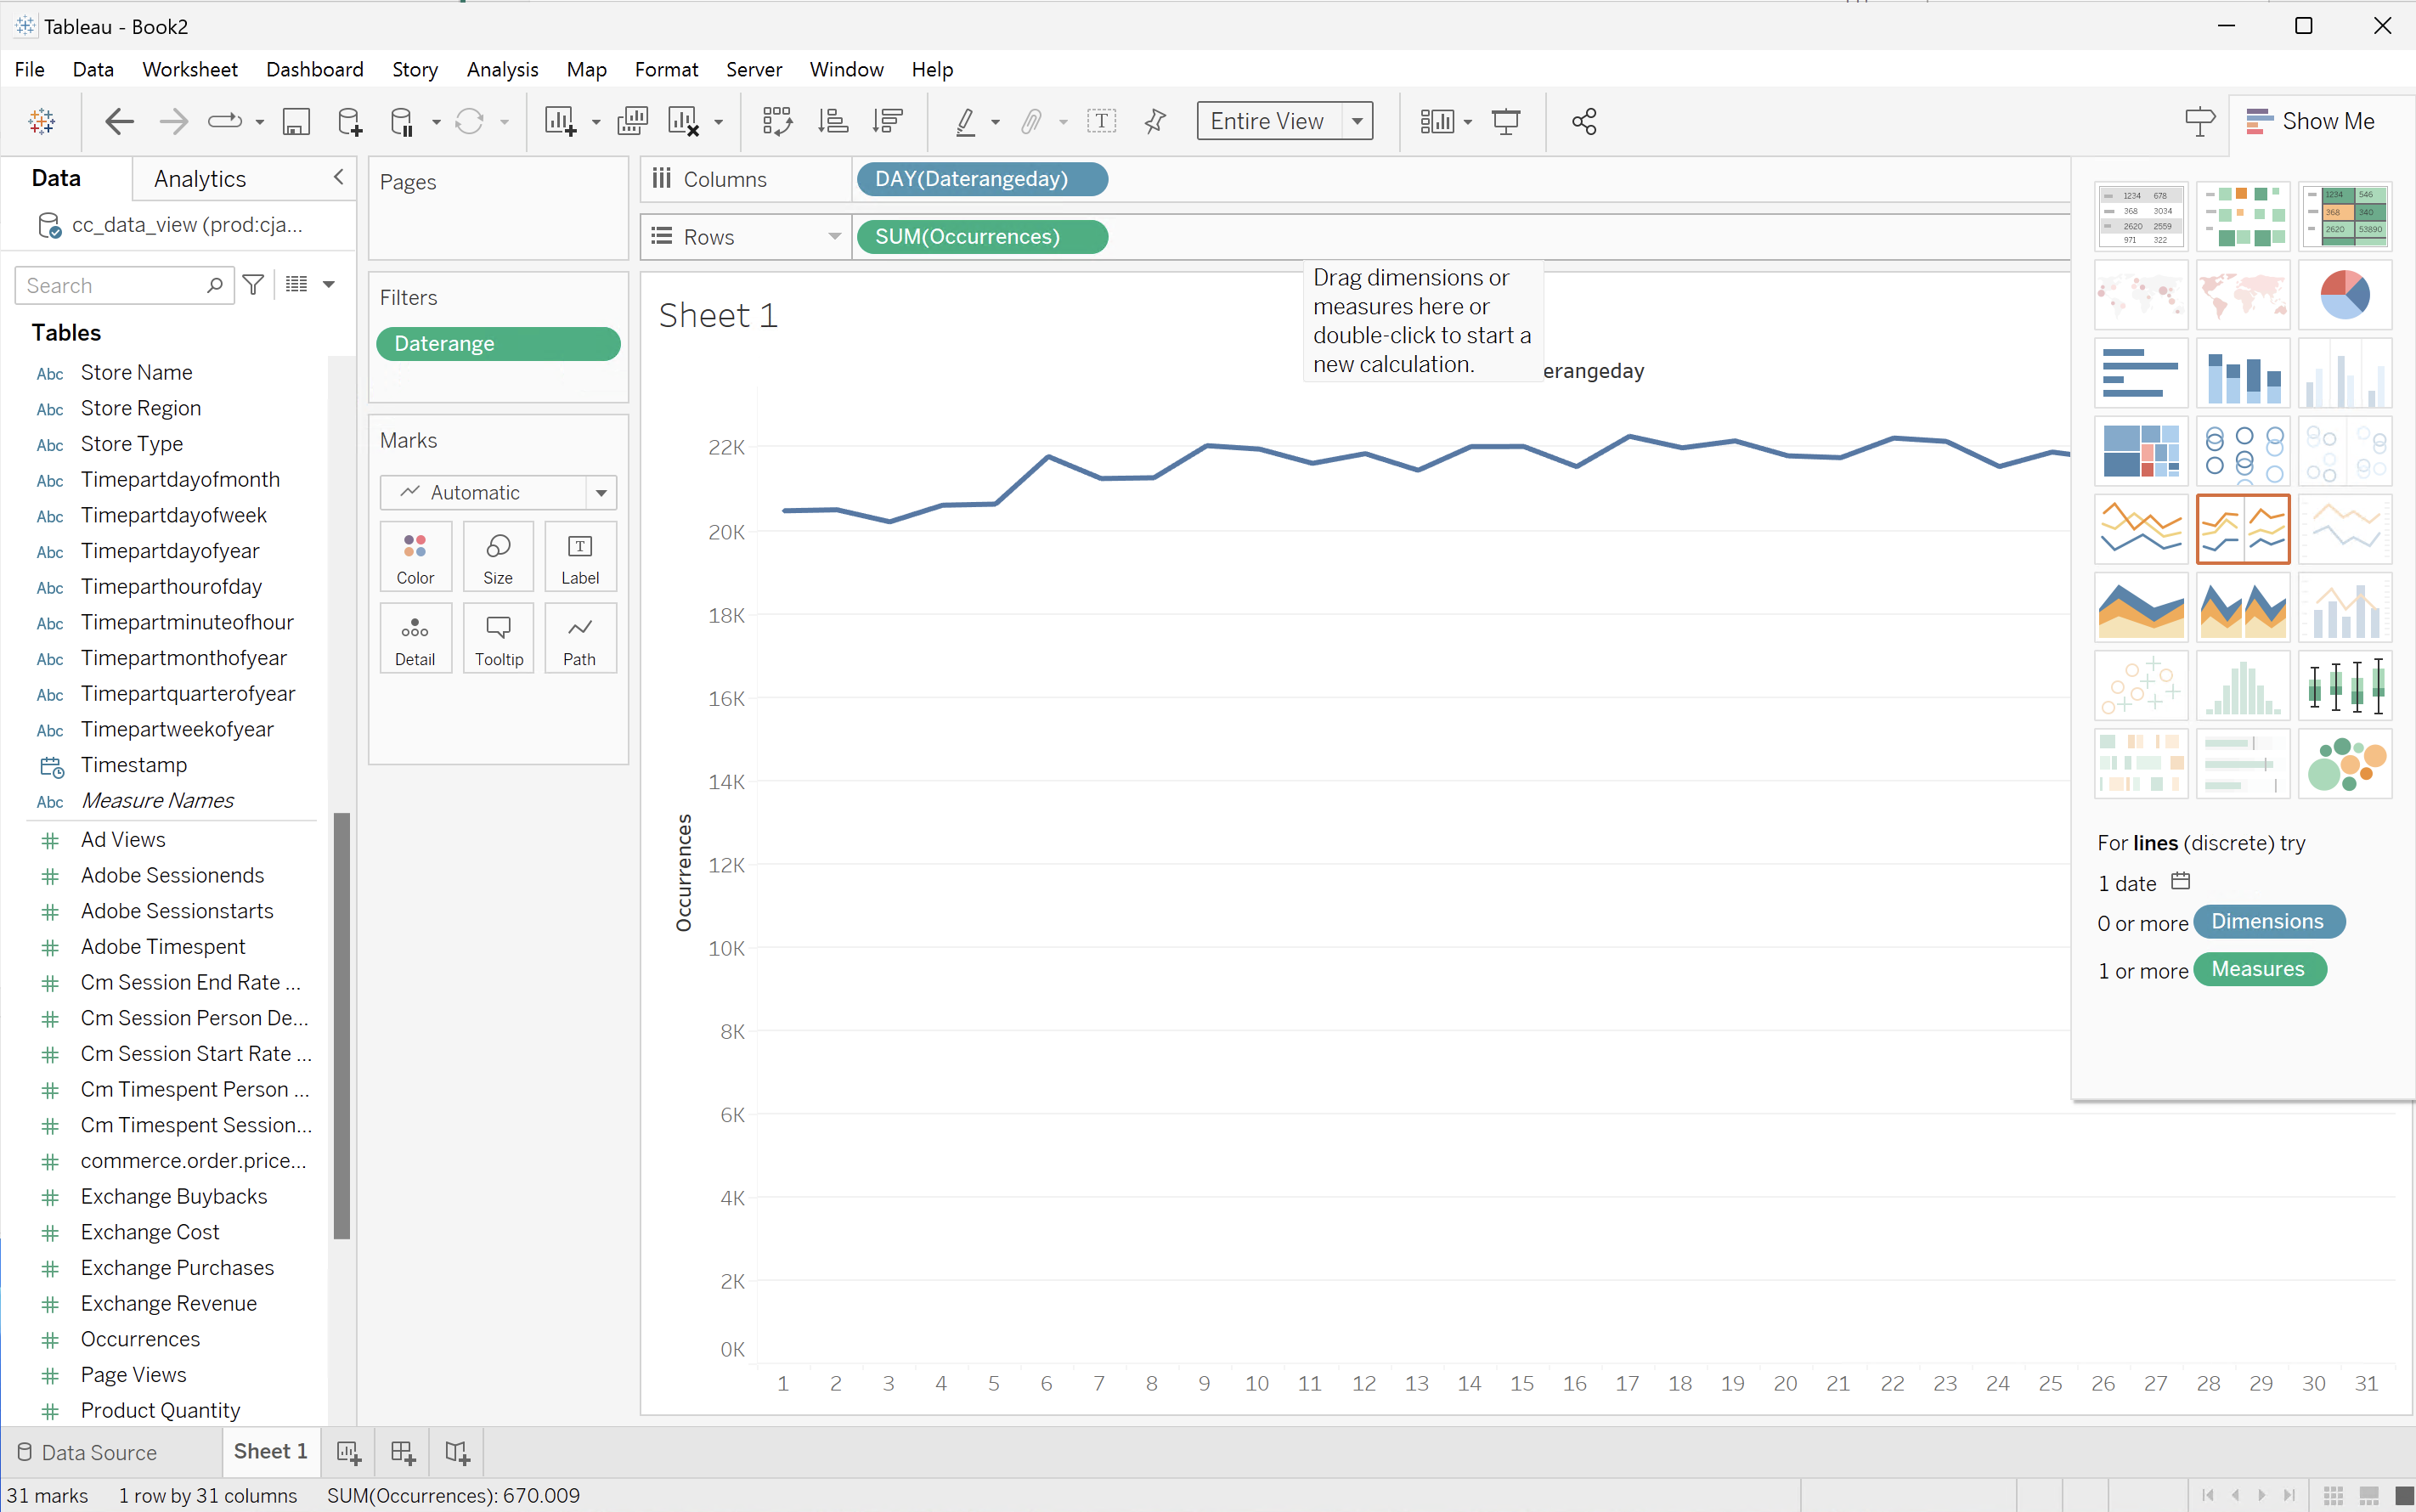 Tableau - Book2
File Data Worksheet Dashboard Story Analysis Map Format Server Window Help
Entire View
Show Me
Data
Analytics
cc_data_view (prod:cja...
Search
Tables
Abc Store Name
Abc Store Region
Abc Store Type
Abc Timepartdayofmonth
Abc Timepartdayofweek
Abc Timepartdayofyear
Abc Timeparthourofday
Abc Timepartminuteofhour
Abc Timepartmonthofyear
Abc Timepartquarterofyear
Abc Timepartweekofyear
Timestamp
Abc Measure Names
Ad Views
Adobe Sessionends
Adobe Sessionstarts
Adobe Timespent
Cm Session End Rate ...
Cm Session Person De...
Cm Session Start Rate ...
Cm Timespent Person ...
Cm Timespent Session...
commerce.order.price...
Exchange Buybacks
Exchange Cost
Exchange Purchases
Exchange Revenue
Occurrences
Page Views
Product Quantity
Pages
Filters
Daterange
Marks
Automatic
Color Size Label
Detail Tooltip Path
Columns DAY(Daterangeday)
Rows SUM(Occurrences)
Sheet 1
Drag dimensions or
measures here or
double-click to start a
new calculation.
erangeday
Occurrences
22K
20K
18K
16K
14K
12K
10K
8K
6K
4K
2K
0K
1 2 3 4 5 6 7 8 9 10 11 12 13 14 15 16 17 18 19 20 21 22 23 24 25 26 27 28 29 30 31
1234 678
368 3034
2620 2559
971 322
1234 546
368 340
2620 53890
For lines (discrete) try
1 date
0 or more Dimensions
1 or more Measures
Data Source
Sheet 1
31 marks 1 row by 31 columns SUM(Occurrences): 670.009